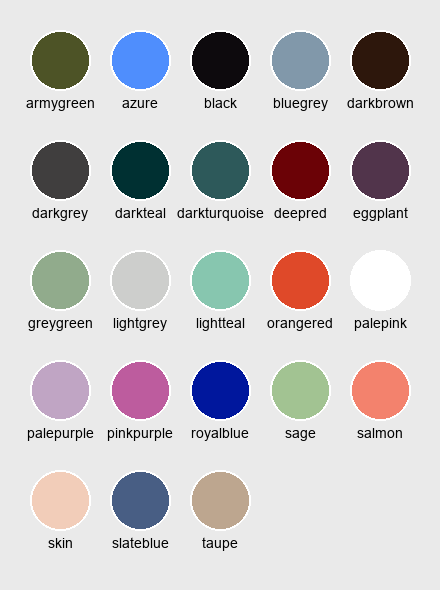 armygreen azure black bluegrey darkbrown
darkgrey darkteal darkturquoise deepred eggplant
greygreen lightgrey lightteal orangered palepink
palepurple pinkpurple royalblue sage salmon
skin slateblue taupe